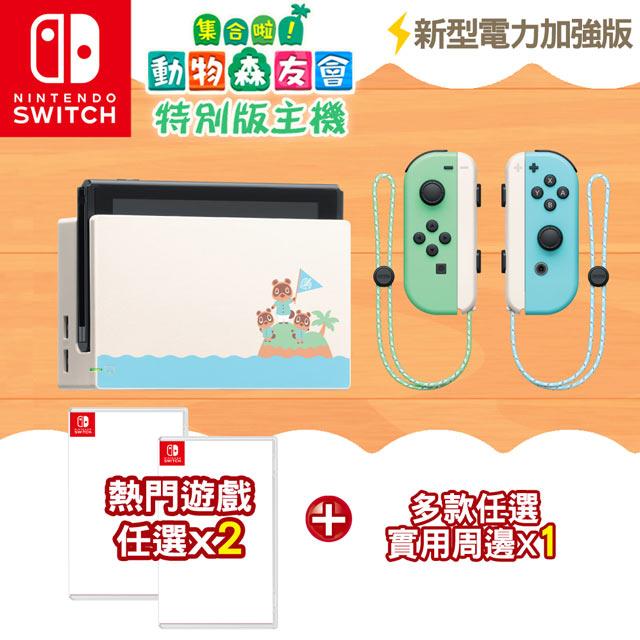 NINTENDO
SWITCH
集合啦！
動物森友會
特別版主機
新型電力加強版
X
Y
A
B
NINTENDO
SWITCH
NINTENDO
SWITCH
熱門遊戲
任選x2
多款任選
實用周邊X1